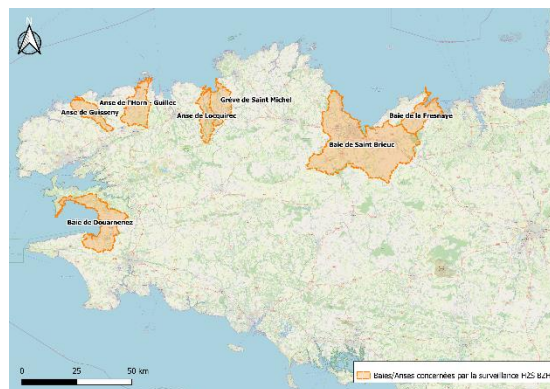 N
Anse de l'Horn - Guillec
Grève de Saint Michel
Anse de Guisseny
Anse de Locquirec
Baie de la Fresnaye
Baie de Saint Brieuc
Baie de Douarnenez
0 25 50 km
Baies/Anses concernées par la surveillance H2S BZH